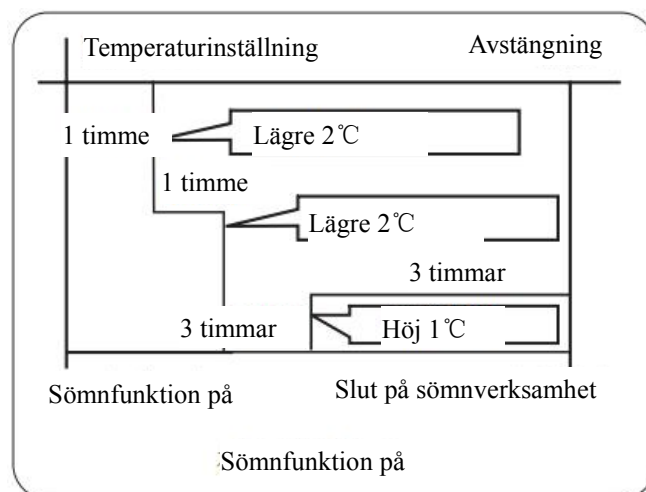 Temperaturinställning Avstängning
1 timme Lägre 2℃
1 timme
Lägre 2℃
3 timmar
3 timmar Höj 1℃
Sömnfunktion på Slut på sömnverksamhet
Sömnfunktion på